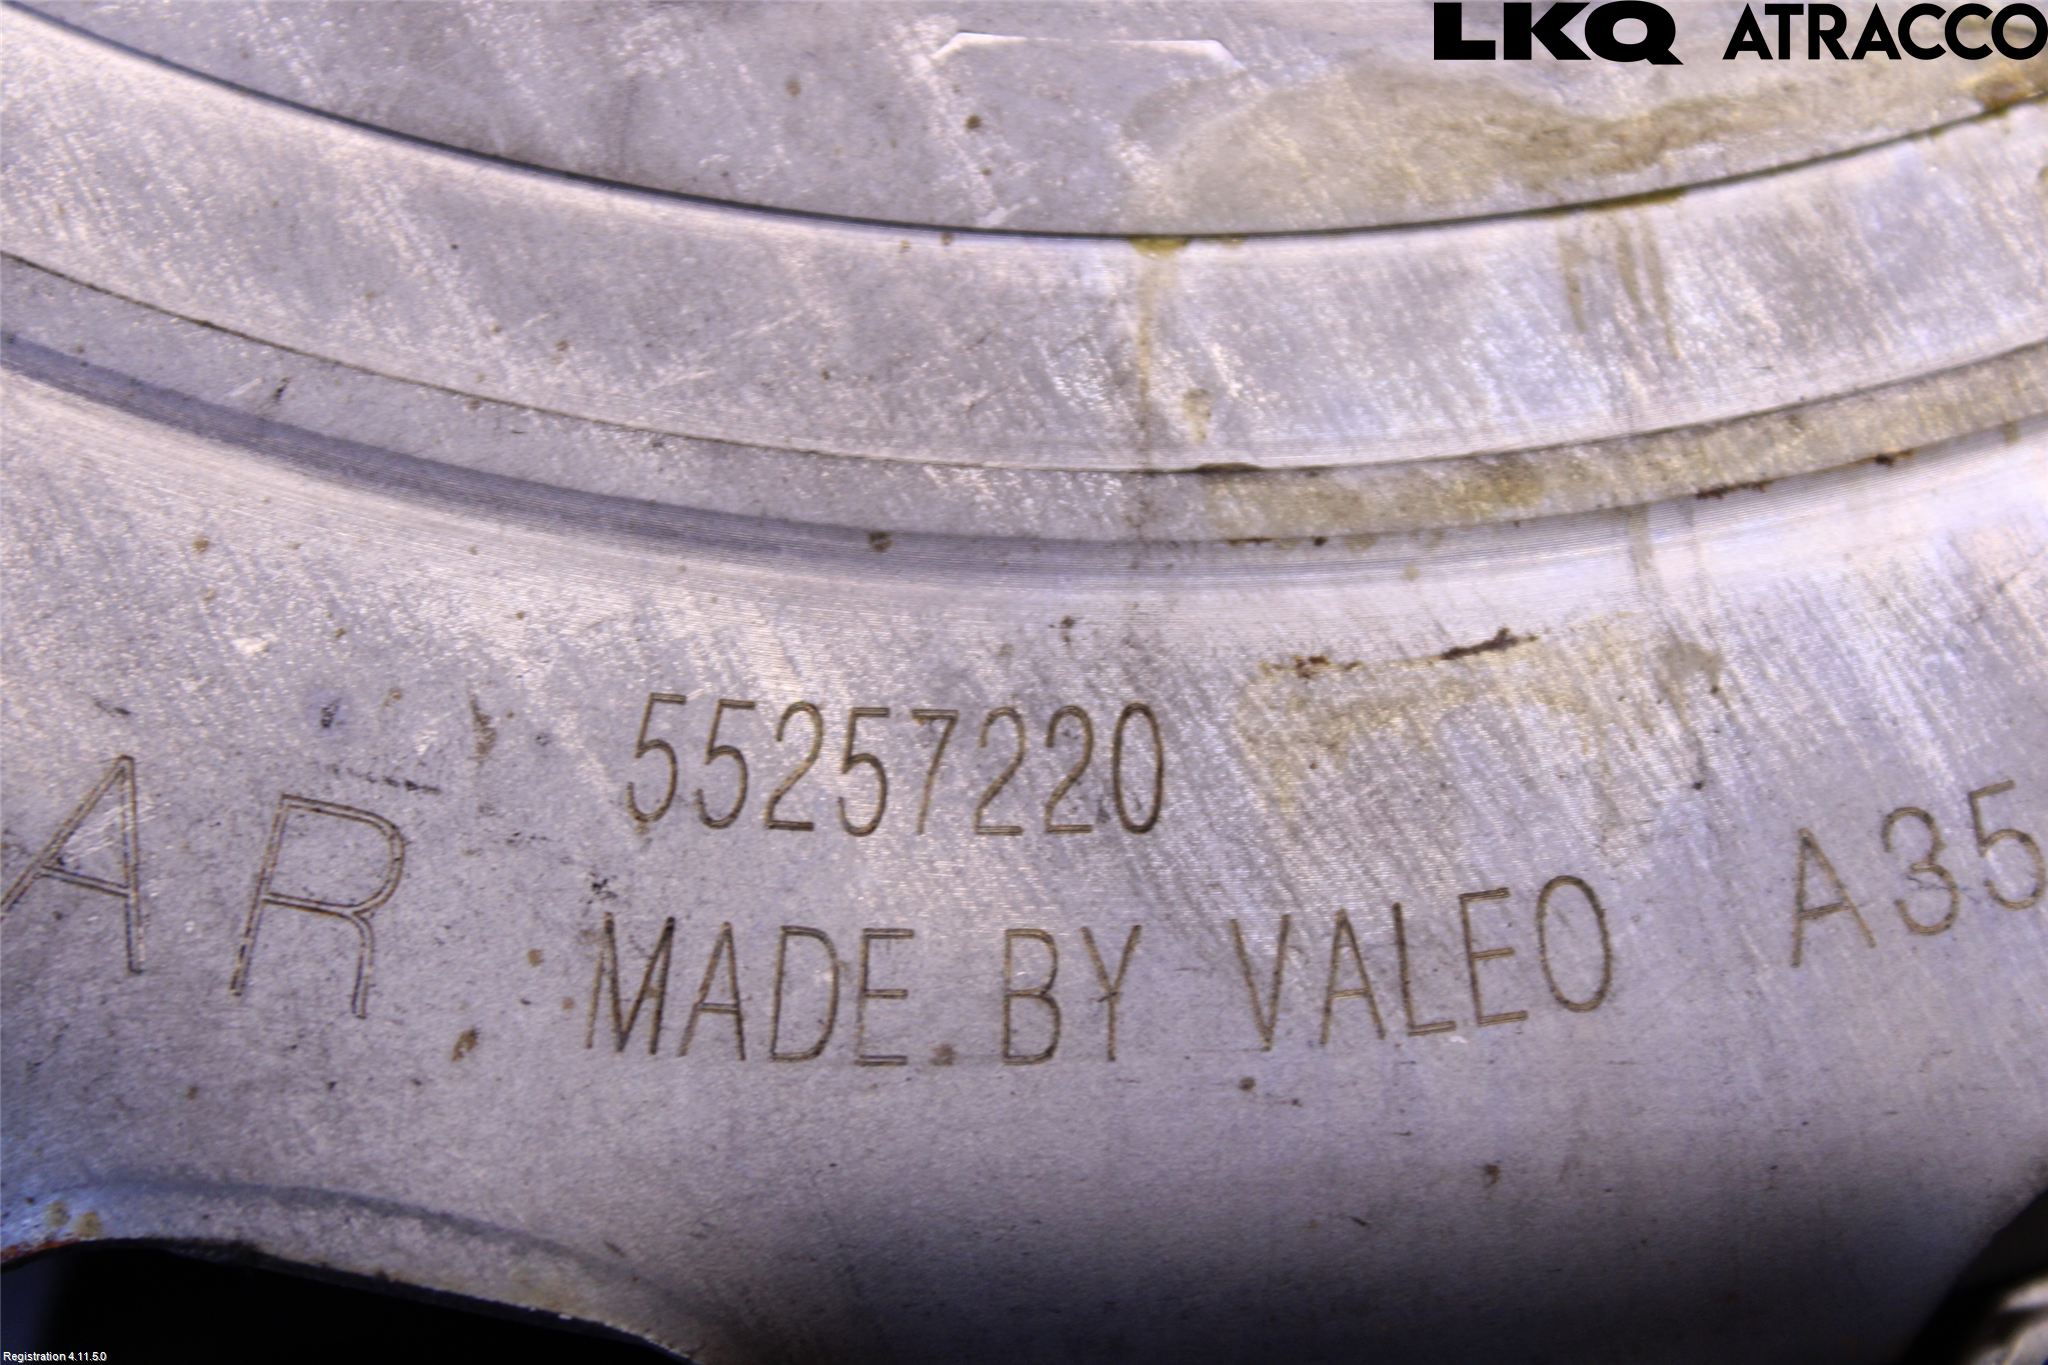 LKQ ATRACCO
55257220
AR MADE BY VALEO A35
Registration 4.11.5.0